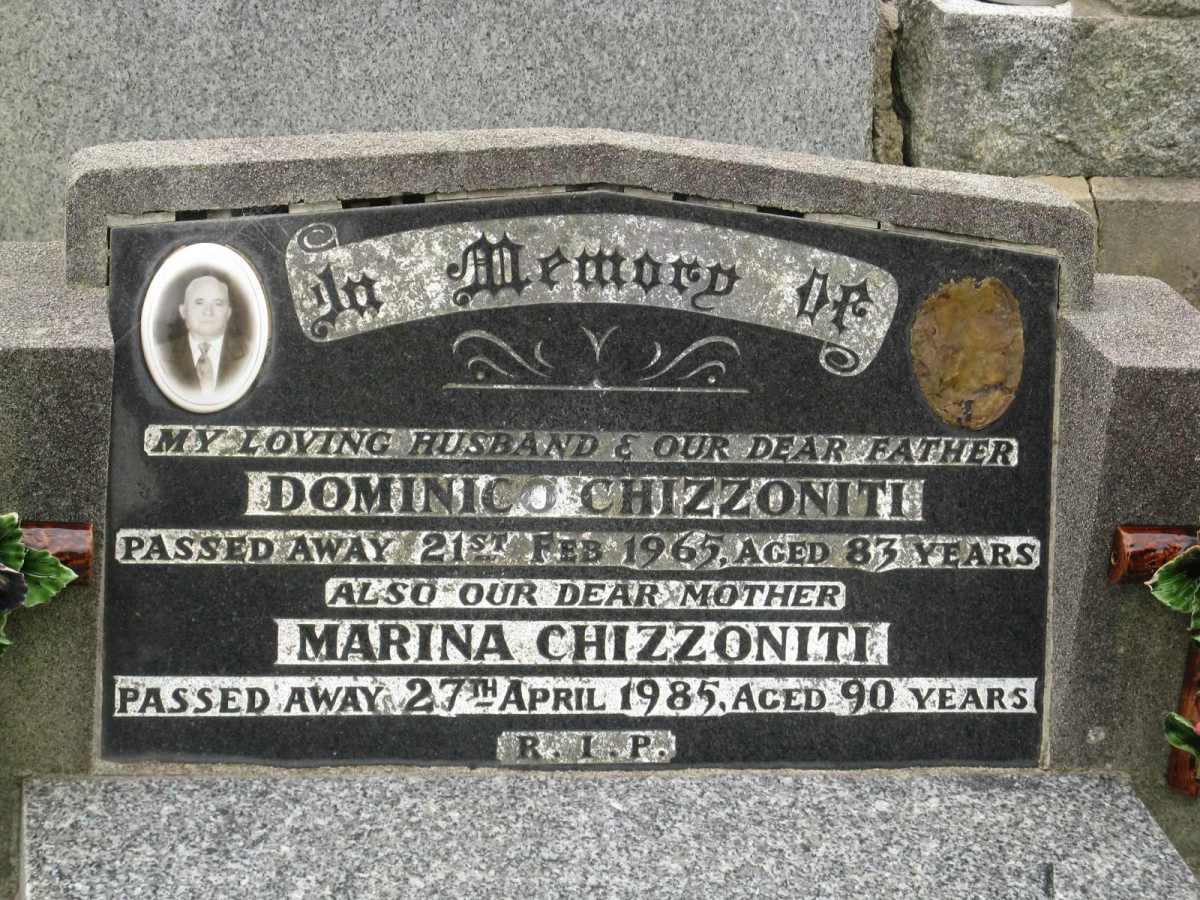 In Memory Of
MY LOVING HUSBAND & OUR DEAR FATHER
DOMINICO CHIZZONITI
PASSED AWAY 21ST FEB 1965, AGED 83 YEARS
ALSO OUR DEAR MOTHER
MARINA CHIZZONITI
PASSED AWAY 27TH APRIL 1985, AGED 90 YEARS
R.I.P.